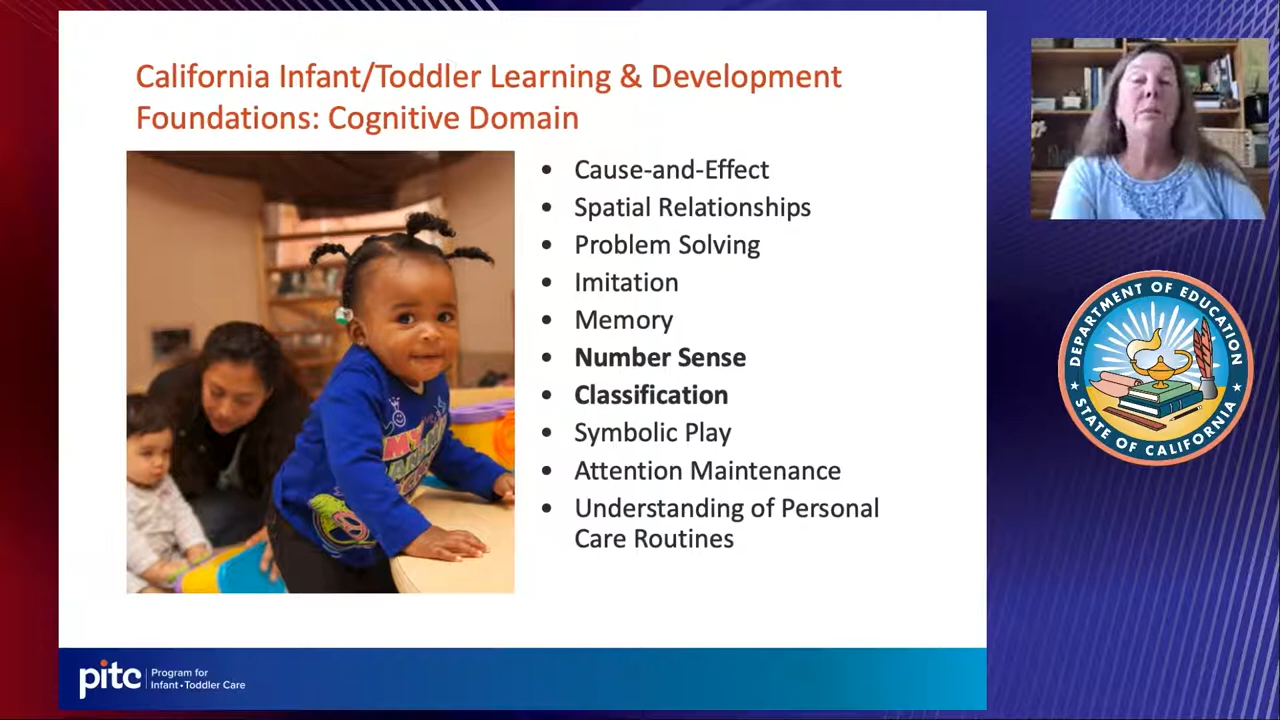 California Infant/Toddler Learning & Development
Foundations: Cognitive Domain
• Cause-and-Effect
• Spatial Relationships
• Problem Solving
• Imitation
• Memory
• Number Sense
• Classification
• Symbolic Play
• Attention Maintenance
• Understanding of Personal
Care Routines
DEPARTMENT OF EDUCATION
STATE OF CALIFORNIA
pitc
Program for
Infant•Toddler Care